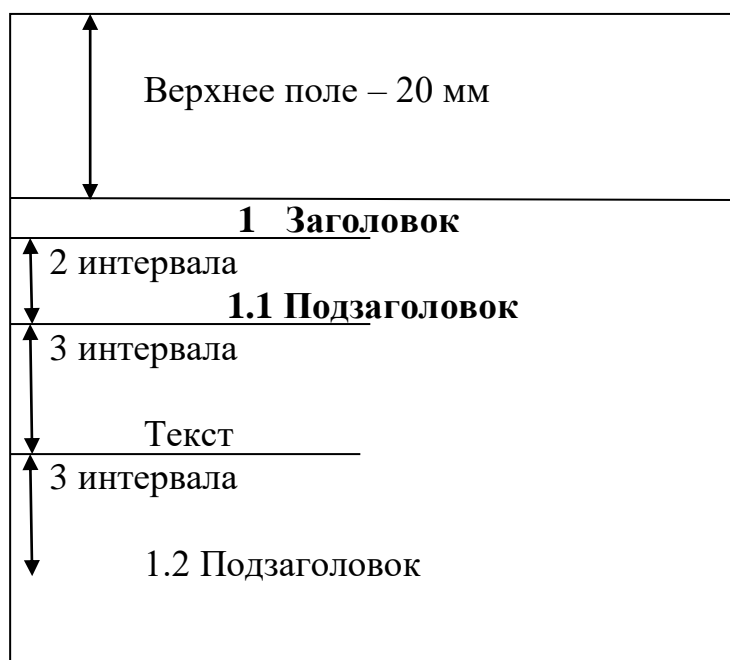 Верхнее поле – 20 мм
1 Заголовок
2 интервала
1.1 Подзаголовок
3 интервала
Текст
3 интервала
1.2 Подзаголовок